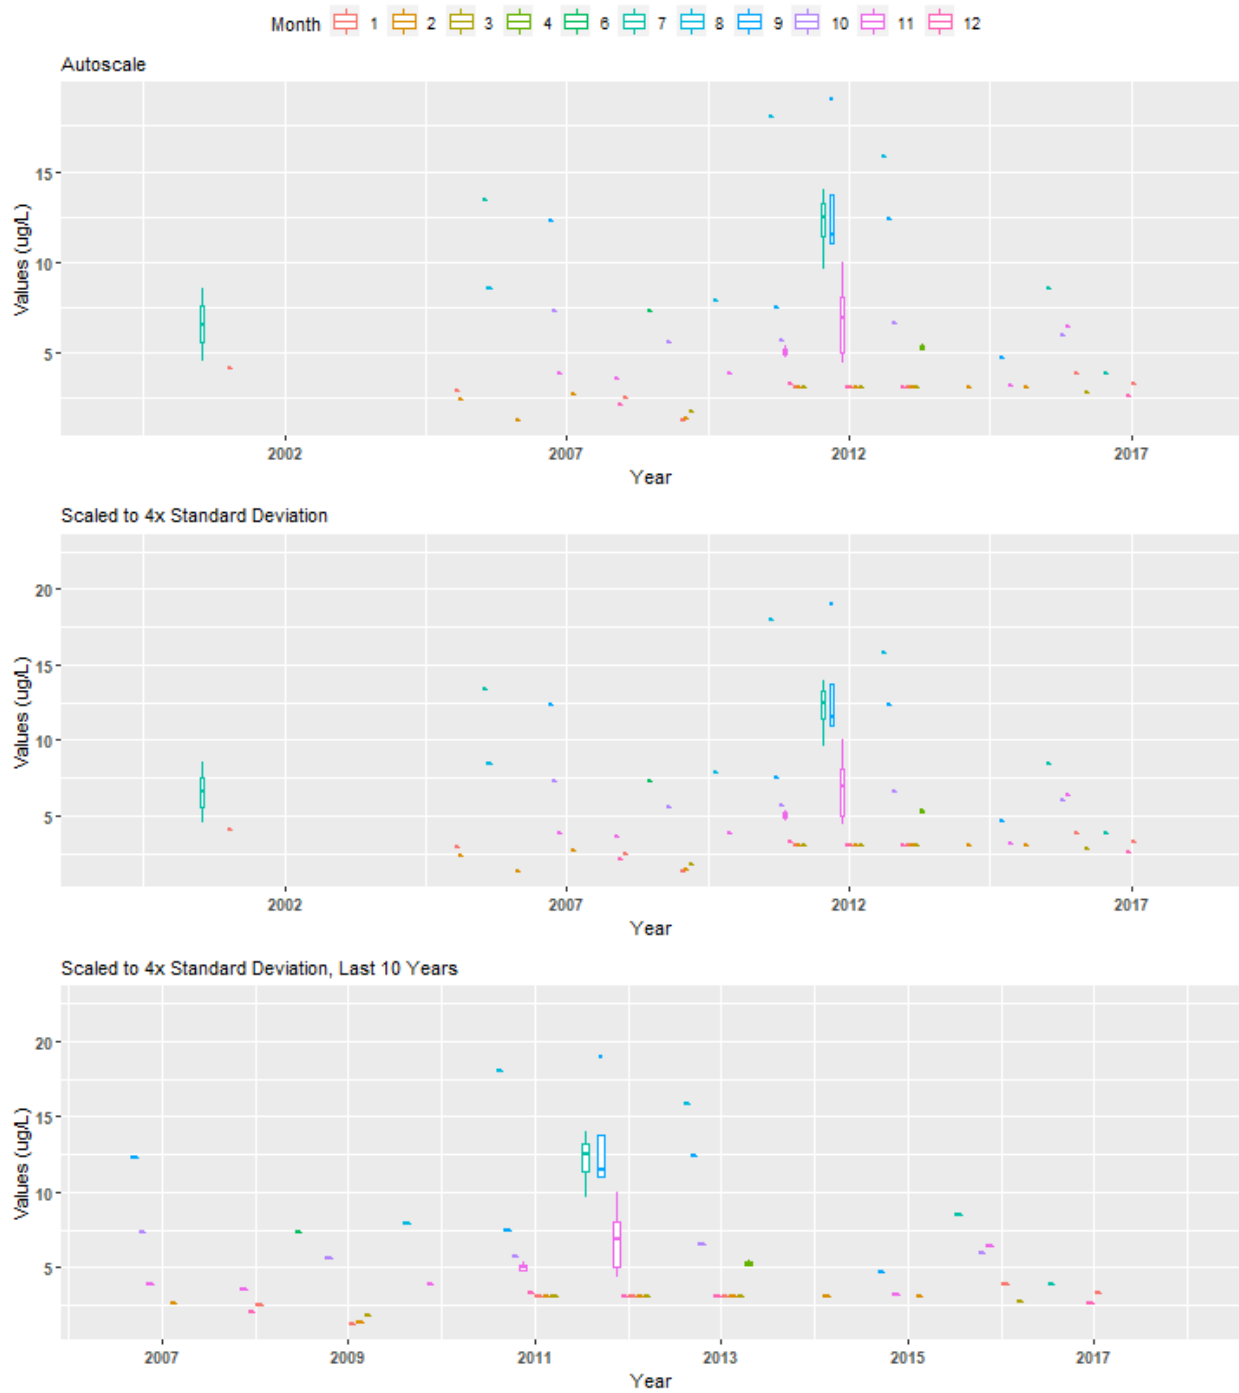 Month 1 2 3 4 6 7 8 9 10 11 12
Autoscale
Values (ug/L)
15
10
5
2002 2007 2012 2017
Year
Scaled to 4x Standard Deviation
Values (ug/L)
20
15
10
5
2002 2007 2012 2017
Year
Scaled to 4x Standard Deviation, Last 10 Years
Values (ug/L)
20
15
10
5
2007 2009 2011 2013 2015 2017
Year